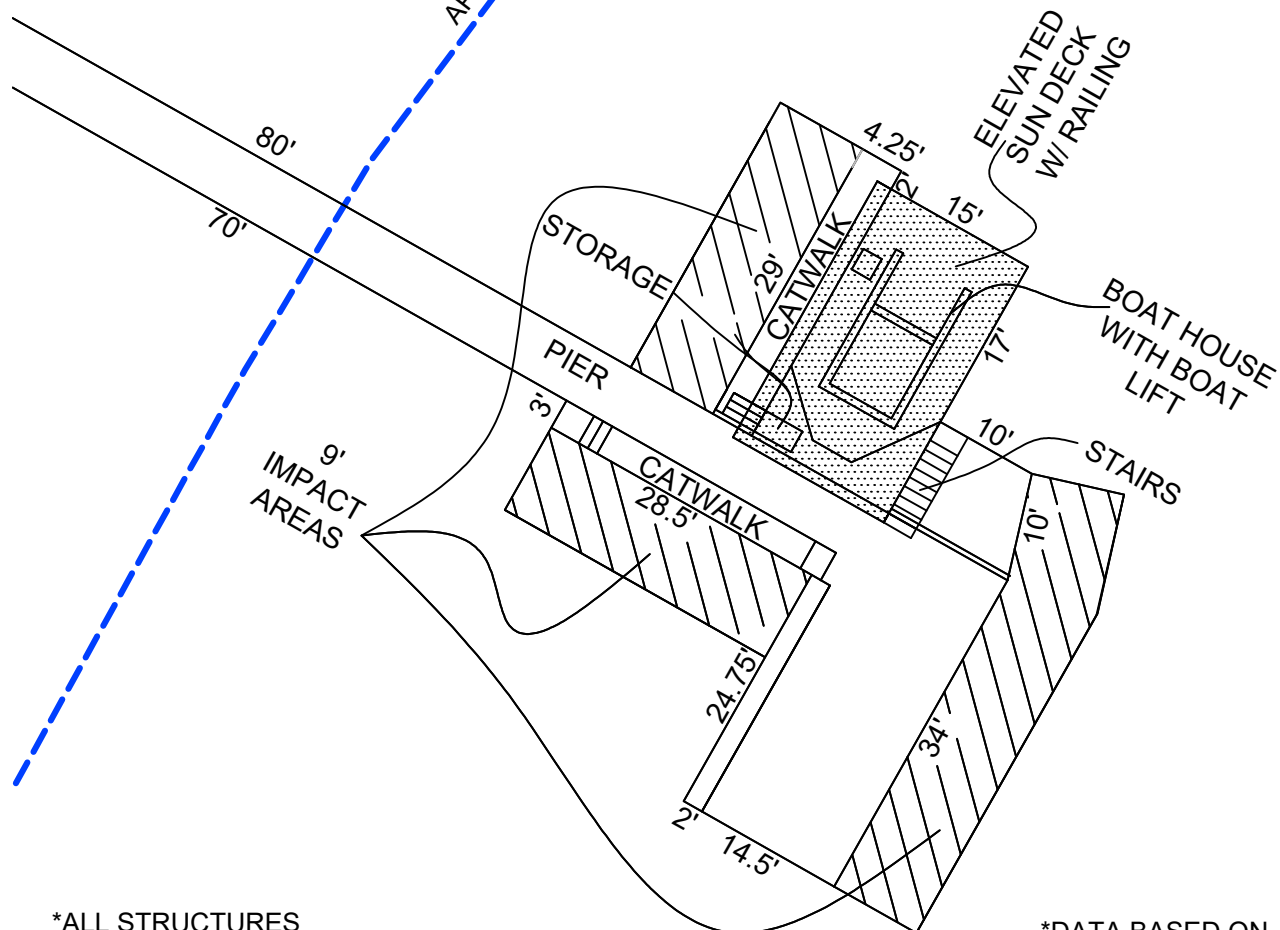 80'
70'
4.25'
2'
15'
ELEVATED
SUN DECK
W/ RAILING
STORAGE
29'
CATWALK
17'
BOAT HOUSE
WITH BOAT
LIFT
PIER
3'
CATWALK
28.5'
10'
STAIRS
10'
9'
IMPACT
AREAS
24.75'
34'
2'
14.5'
*ALL STRUCTURES
*DATA BASED ON